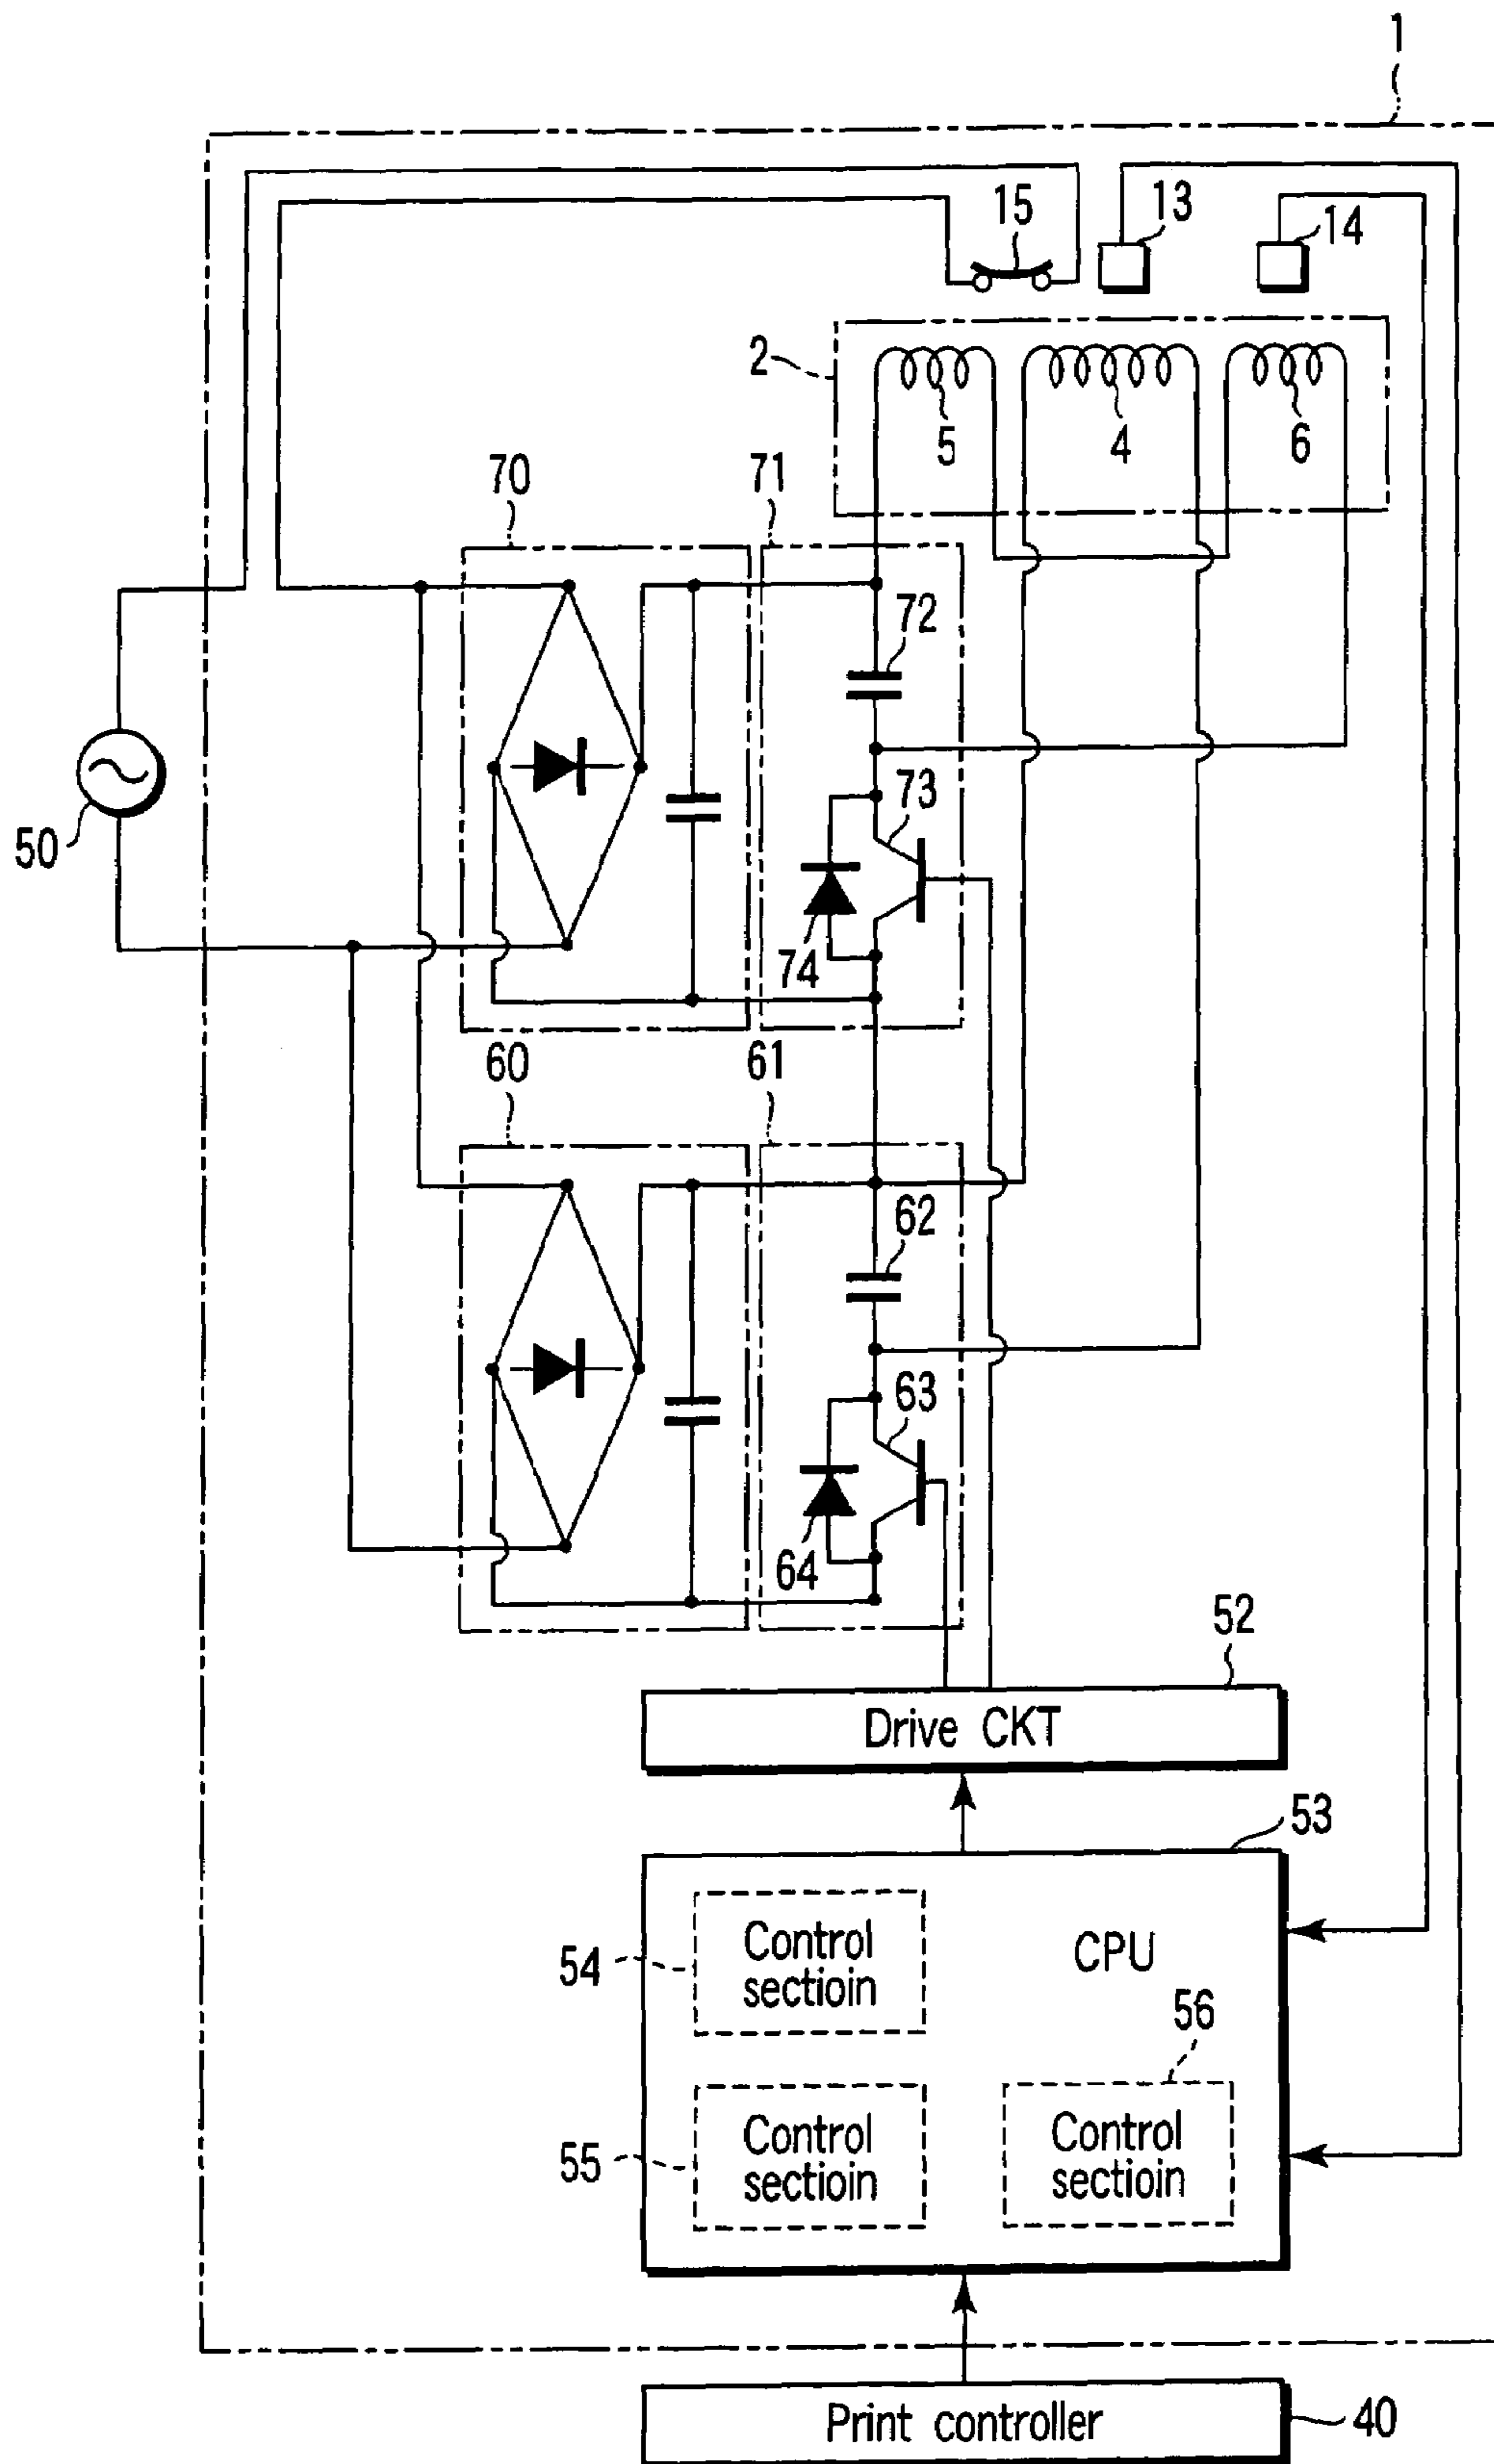 1
15
13
14
2
5
4
6
70
71
72
50
73
74
60
61
62
63
64
52
Drive CKT
53
54
Control
sectioin
CPU
56
55
Control
sectioin
Control
sectioin
Print controller
40